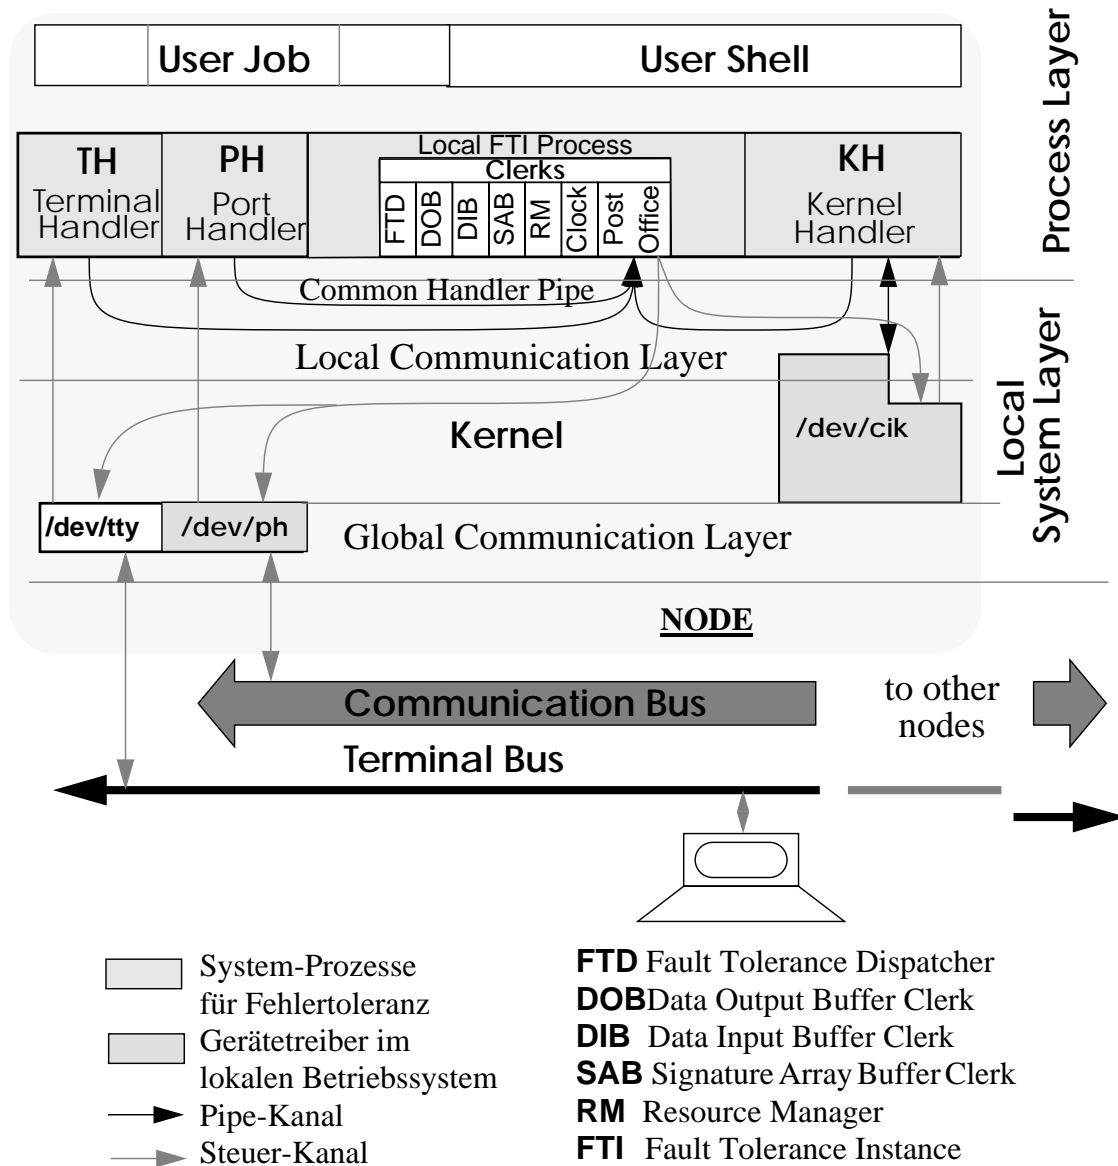 User Job
User Shell
Process Layer
TH
Terminal
Handler
PH
Port
Handler
Local FTI Process
Clerks
FTD
DOB
DIB
SAB
RM
Clock
Post
Office
KH
Kernel
Handler
Common Handler Pipe
Local Communication Layer
Local
System Layer
Kernel
/dev/cik
/dev/tty
/dev/ph
Global Communication Layer
NODE
Communication Bus
to other
nodes
Terminal Bus
System-Prozesse
für Fehlertoleranz
Gerätetreiber im
lokalen Betriebssystem
Pipe-Kanal
Steuer-Kanal
FTD Fault Tolerance Dispatcher
DOB Data Output Buffer Clerk
DIB Data Input Buffer Clerk
SAB Signature Array Buffer Clerk
RM Resource Manager
FTI Fault Tolerance Instance